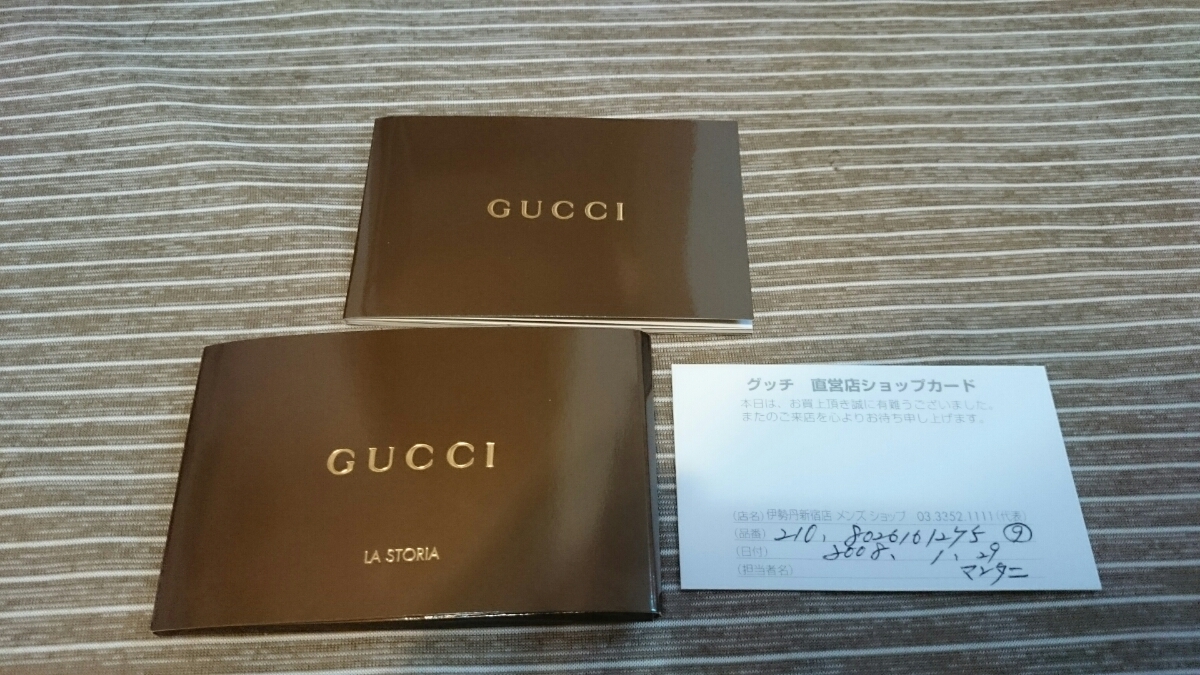 GUCCI
GUCCI
LA STORIA
グッチ 直営店ショップカード
本日は、お買上頂き誠に有難うございました。
またのご来店を心よりお待ち申し上げます。
(店名) 伊勢丹新宿店 メンズ ショップ 03.3352.1111(代表)
(品番) 210, 8026161275
(日付) 2008, 1, 29
(担当者名)